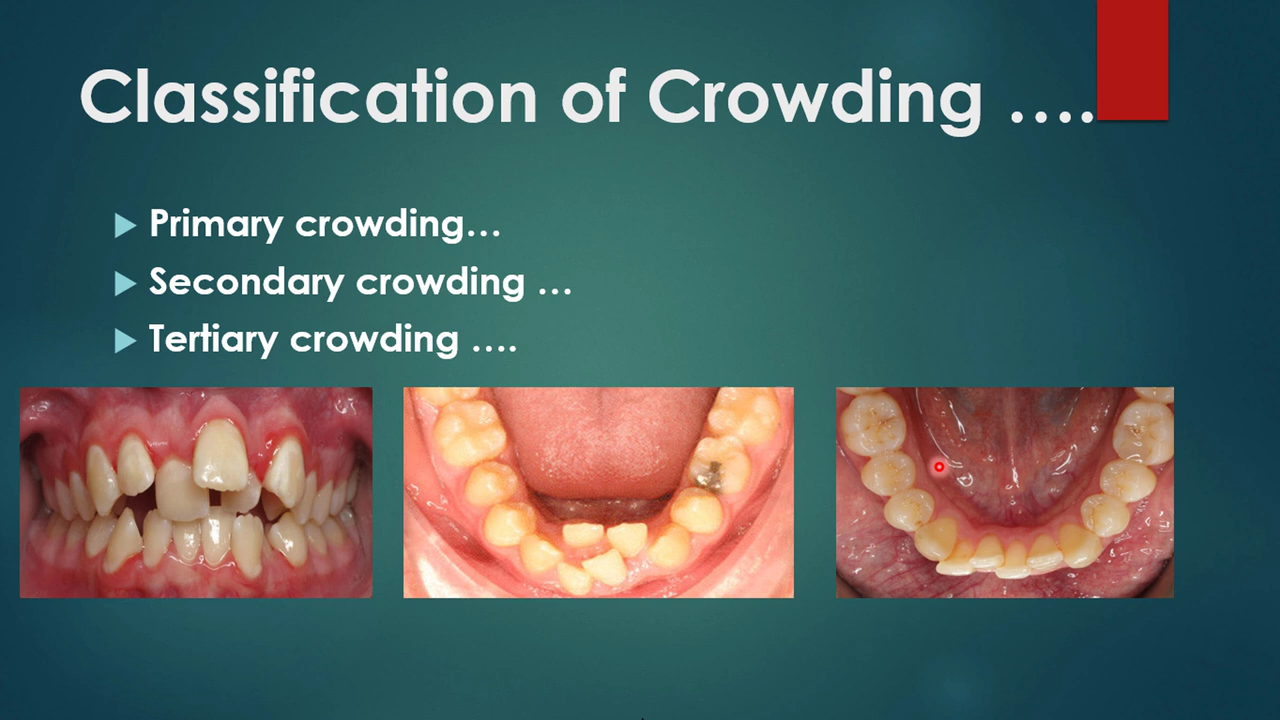 Classification of Crowding ....
Primary crowding...
Secondary crowding ...
Tertiary crowding ....